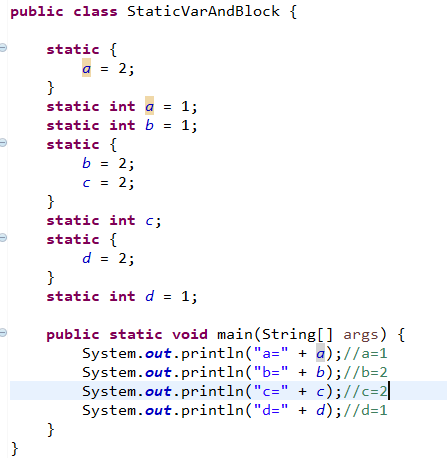 public class StaticVarAndBlock {
static {
a = 2;
}
static int a = 1;
static int b = 1;
static {
b = 2;
c = 2;
}
static int c;
static {
d = 2;
}
static int d = 1;
public static void main(String[] args) {
System.out.println("a=" + a);//a=1
System.out.println("b=" + b);//b=2
System.out.println("c=" + c);//c=2
System.out.println("d=" + d);//d=1
}
}